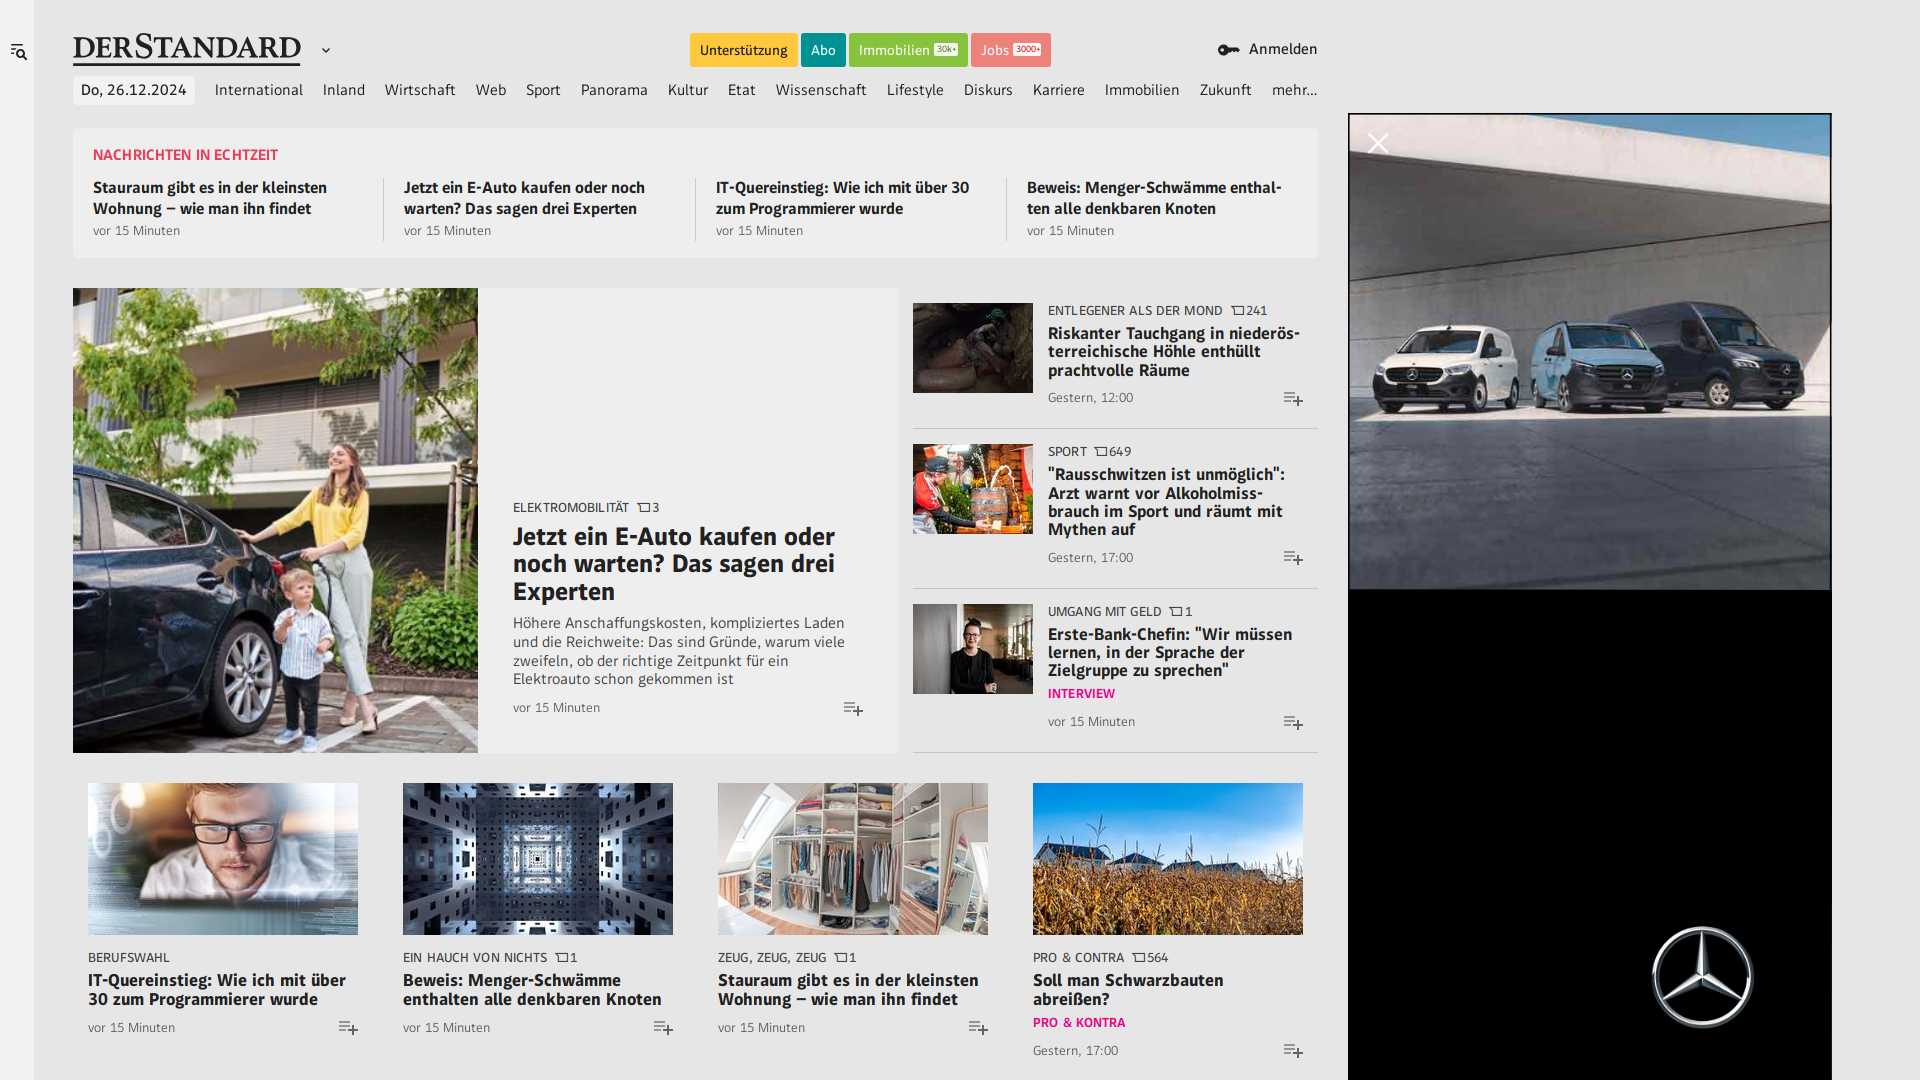 DERSTANDARD
Unterstützung
Abo
Immobilien 30k+
Jobs 3000+
Anmelden
Do, 26.12.2024
International
Inland
Wirtschaft
Web
Sport
Panorama
Kultur
Etat
Wissenschaft
Lifestyle
Diskurs
Karriere
Immobilien
Zukunft
mehr...
NACHRICHTEN IN ECHTZEIT
Stauraum gibt es in der kleinsten
Wohnung – wie man ihn findet
vor 15 Minuten
Jetzt ein E-Auto kaufen oder noch
warten? Das sagen drei Experten
vor 15 Minuten
IT-Quereinstieg: Wie ich mit über 30
zum Programmierer wurde
vor 15 Minuten
Beweis: Menger-Schwämme enthal-
ten alle denkbaren Knoten
vor 15 Minuten
ELEKTROMOBILITÄT 3
Jetzt ein E-Auto kaufen oder
noch warten? Das sagen drei
Experten
Höhere Anschaffungskosten, kompliziertes Laden
und die Reichweite: Das sind Gründe, warum viele
zweifeln, ob der richtige Zeitpunkt für ein
Elektroauto schon gekommen ist
vor 15 Minuten
ENTLEGENER ALS DER MOND 241
Riskanter Tauchgang in niederös-
terreichische Höhle enthüllt
prachtvolle Räume
Gestern, 12:00
SPORT 649
"Rausschwitzen ist unmöglich":
Arzt warnt vor Alkoholmiss-
brauch im Sport und räumt mit
Mythen auf
Gestern, 17:00
UMGANG MIT GELD 1
Erste-Bank-Chefin: "Wir müssen
lernen, in der Sprache der
Zielgruppe zu sprechen"
INTERVIEW
vor 15 Minuten
BERUFSWAHL
IT-Quereinstieg: Wie ich mit über
30 zum Programmierer wurde
vor 15 Minuten
EIN HAUCH VON NICHTS 1
Beweis: Menger-Schwämme
enthalten alle denkbaren Knoten
vor 15 Minuten
ZEUG, ZEUG, ZEUG 1
Stauraum gibt es in der kleinsten
Wohnung – wie man ihn findet
vor 15 Minuten
PRO & CONTRA 564
Soll man Schwarzbauten
abreißen?
PRO & KONTRA
Gestern, 17:00